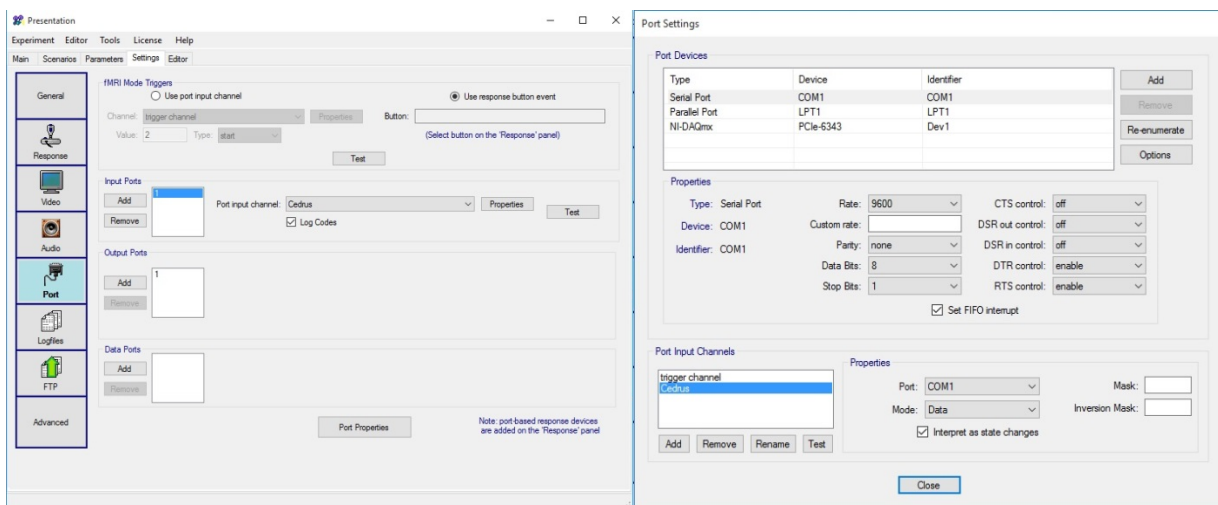 Presentation
Experiment Editor Tools License Help
Main Scenarios Parameters Settings Editor
General
Response
Video
Audio
Port
Logfiles
FTP
Advanced
fMRI Mode Triggers
Use port input channel
Use response button event
Channel: trigger channel Properties Button:
Value: 2 Type: start (Select button on the 'Response' panel)
Test
Input Ports
Add 1 Port input channel: Cedrus Properties Test
Remove Log Codes
Output Ports
Add 1
Remove
Data Ports
Add
Remove
Port Properties
Note: port-based response devices
are added on the 'Response' panel
Port Settings
Port Devices
Type Device Identifier
Serial Port COM1 COM1
Parallel Port LPT1 LPT1
NI-DAQmx PCIe-6343 Dev1
Add
Remove
Re-enumerate
Options
Properties
Type: Serial Port Rate: 9600 CTS control: off
Device: COM1 Custom rate: DSR out control: off
Identifier: COM1 Parity: none DSR in control: off
Data Bits: 8 DTR control: enable
Stop Bits: 1 RTS control: enable
Set FIFO interrupt
Port Input Channels
trigger channel
Cedrus
Add Remove Rename Test
Properties
Port: COM1 Mask:
Mode: Data Inversion Mask:
Interpret as state changes
Close